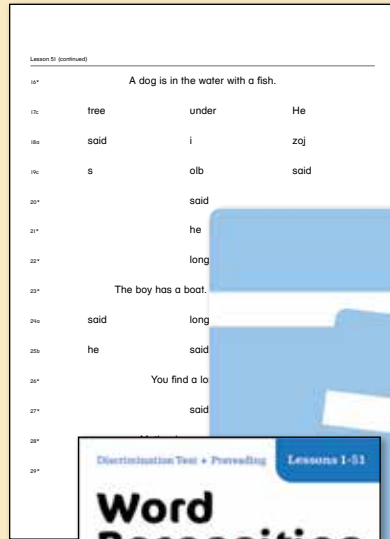 Lesson 51 (continued)
16* A dog is in the water with a fish.
17c tree under He
18a said i zoj
19c s olb said
20* said
21* he
22* long
23* The boy has a boat.
24a said long
25b he said
26* You find a lo
27* said
28*
29*
Discrimination Test + Prereading Lessons 1-51
Word